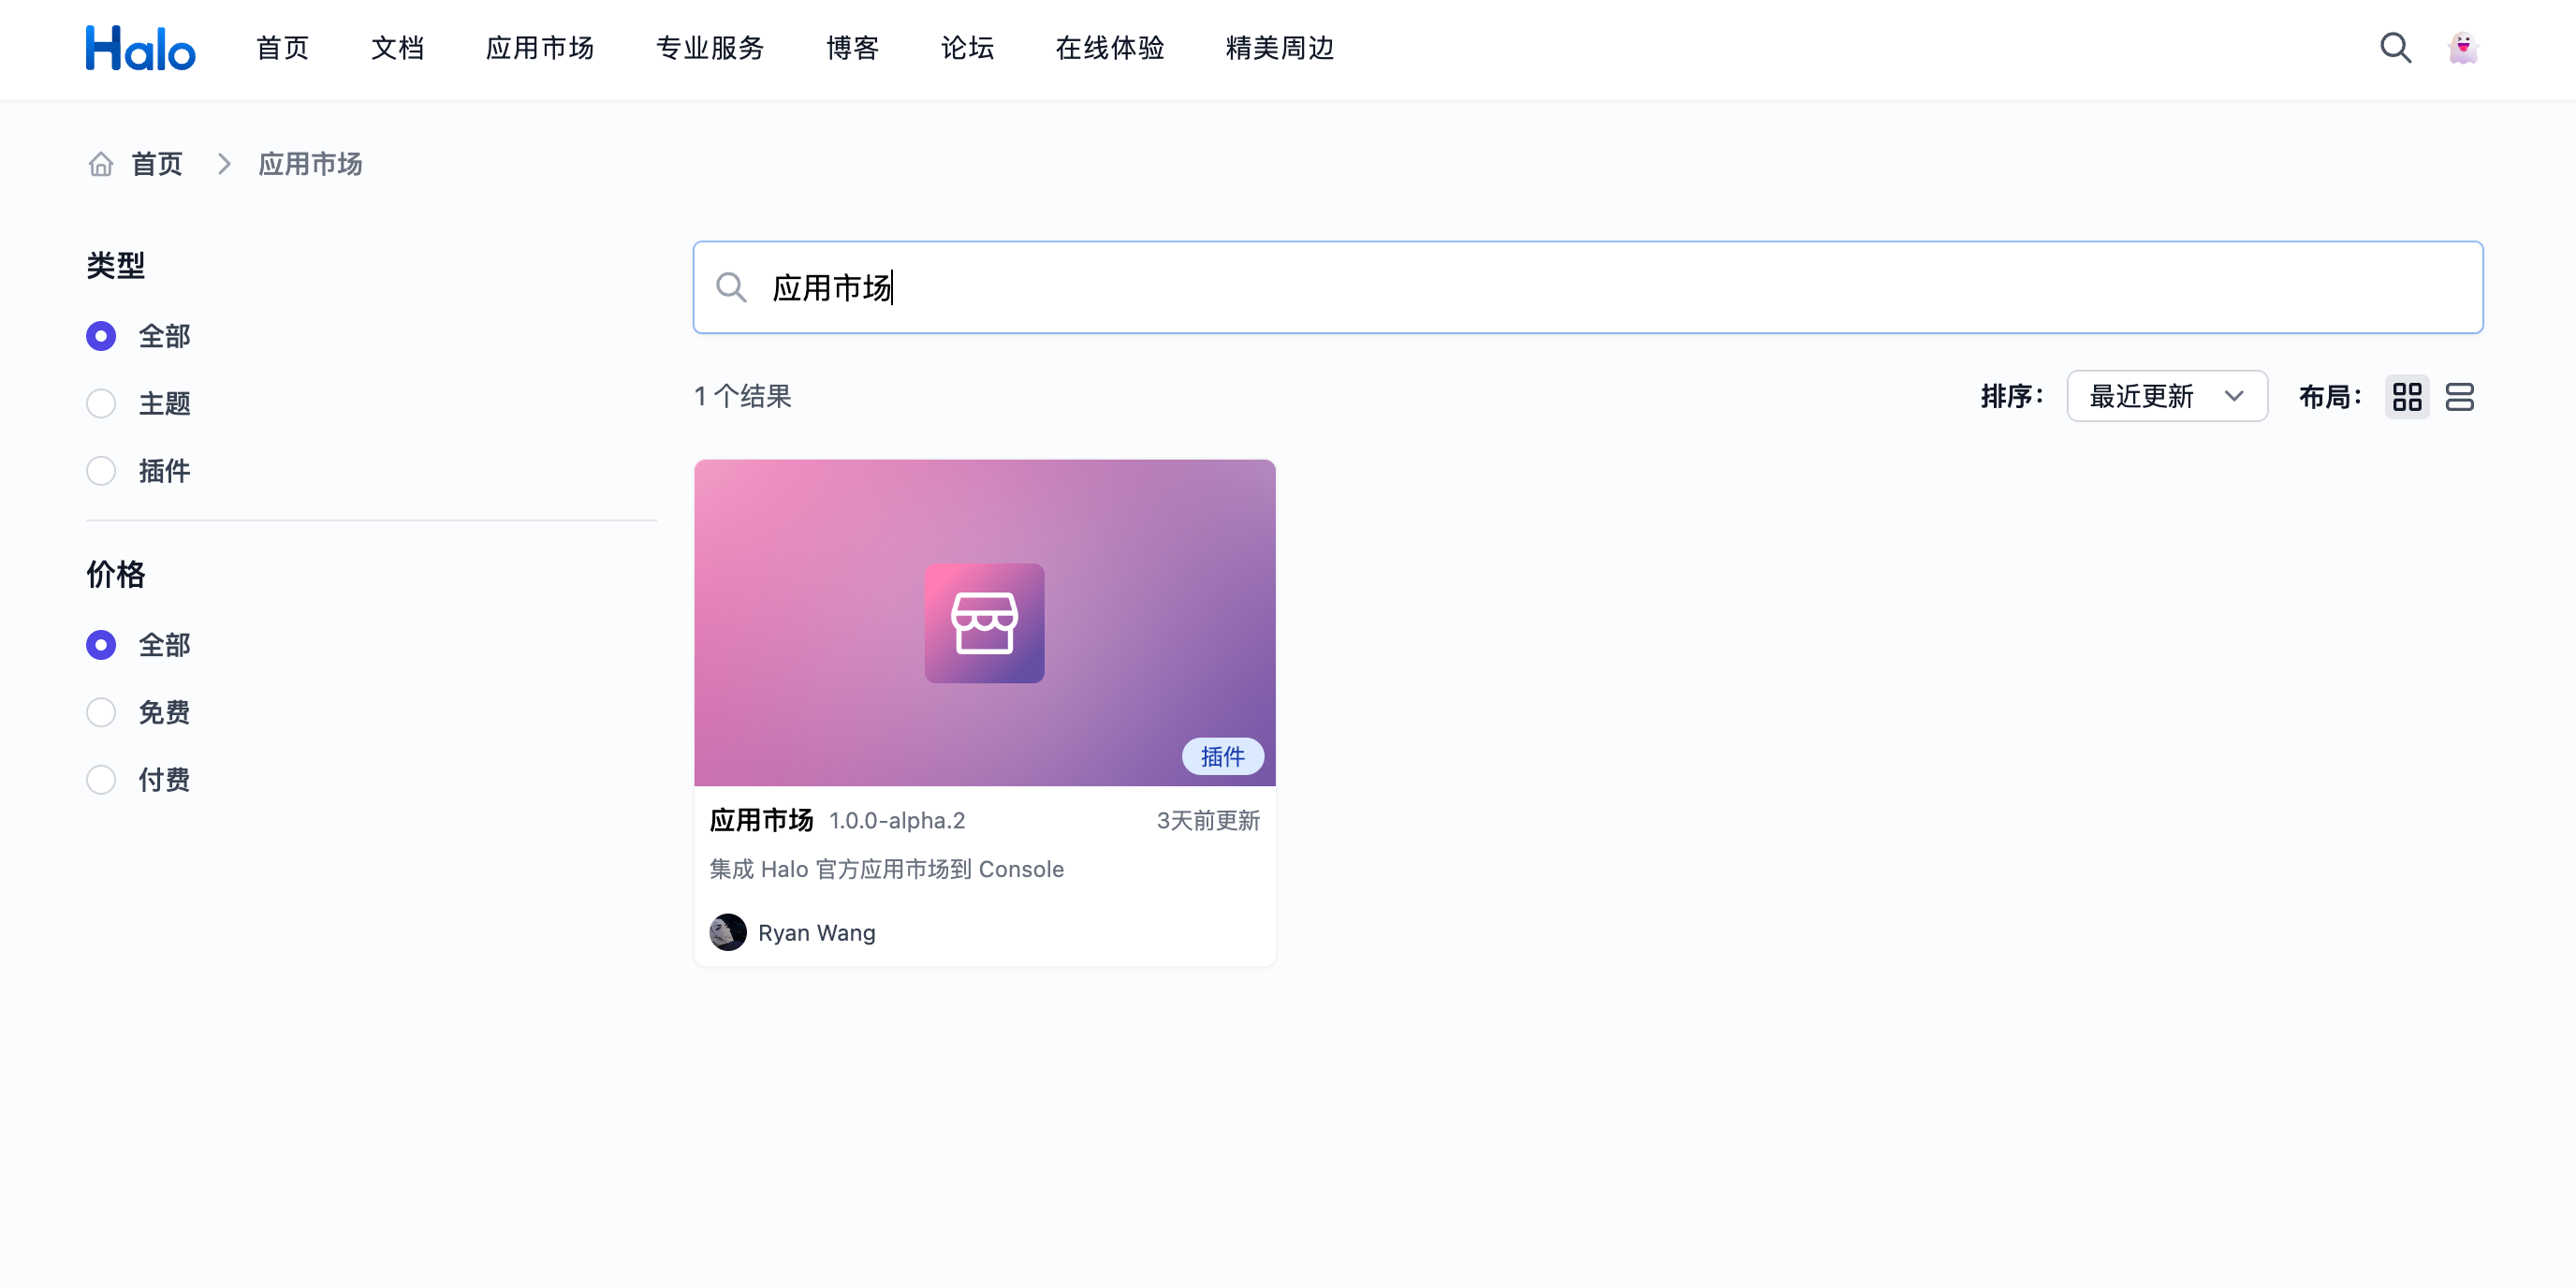 Halo 首页 文档 应用市场 专业服务 博客 论坛 在线体验 精美周边
首页 应用市场
类型
全部
主题
插件
价格
全部
免费
付费
应用市场
1 个结果 排序： 最近更新 布局：
插件
应用市场 1.0.0-alpha.2 3天前更新
集成 Halo 官方应用市场到 Console
Ryan Wang